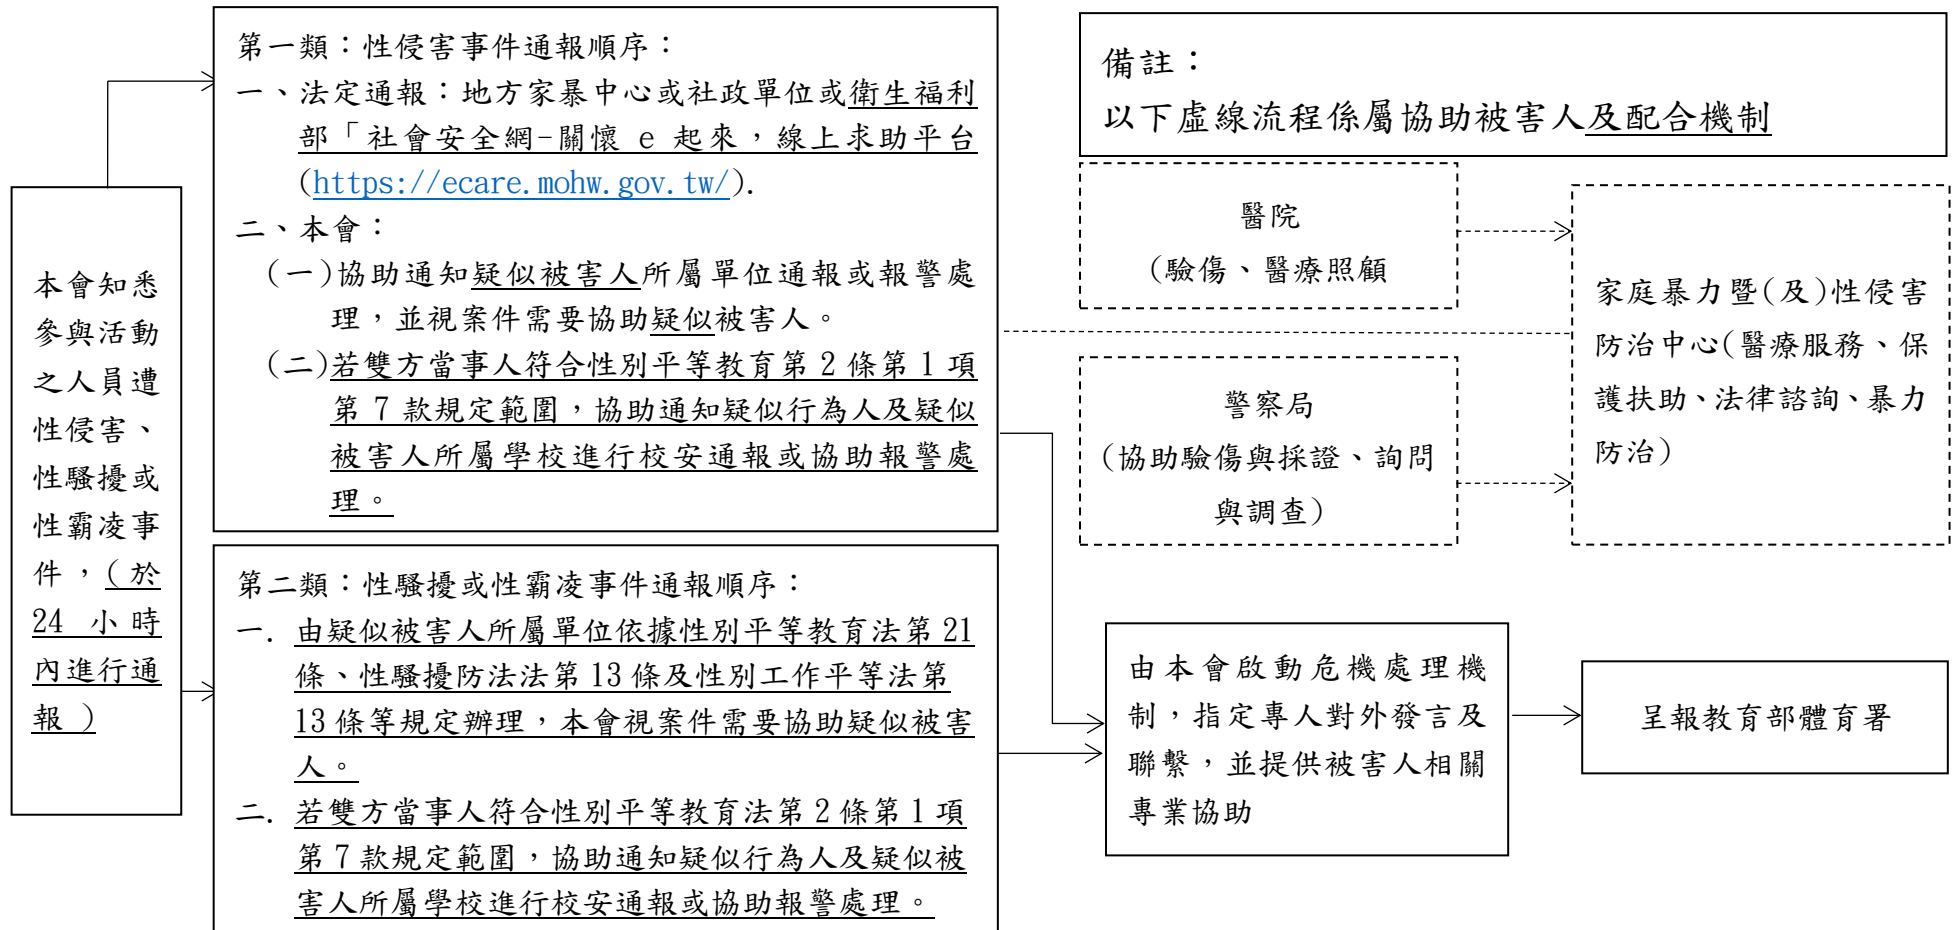 本會知悉
參與活動
之人員遭
性侵害、
性騷擾或
性霸凌事
件，(於
24 小時
內進行通
報)
第一類：性侵害事件通報順序：
一、法定通報：地方家暴中心或社政單位或衛生福利
部「社會安全網-關懷 e 起來，線上求助平台
(https://ecare.mohw.gov.tw/).
二、本會：
(一)協助通知疑似被害人所屬單位通報或報警處
理，並視案件需要協助疑似被害人。
(二)若雙方當事人符合性別平等教育第 2 條第 1 項
第 7 款規定範圍，協助通知疑似行為人及疑似
被害人所屬學校進行校安通報或協助報警處
理。
第二類：性騷擾或性霸凌事件通報順序：
一. 由疑似被害人所屬單位依據性別平等教育法第 21
條、性騷擾防法法第 13 條及性別工作平等法第
13 條等規定辦理，本會視案件需要協助疑似被害
人。
二. 若雙方當事人符合性別平等教育法第 2 條第 1 項
第 7 款規定範圍，協助通知疑似行為人及疑似被
害人所屬學校進行校安通報或協助報警處理。
備註：
以下虛線流程係屬協助被害人及配合機制
醫院
(驗傷、醫療照顧
警察局
(協助驗傷與採證、詢問
與調查)
家庭暴力暨(及)性侵害
防治中心(醫療服務、保
護扶助、法律諮詢、暴力
防治)
由本會啟動危機處理機
制，指定專人對外發言及
聯繫，並提供被害人相關
專業協助
呈報教育部體育署